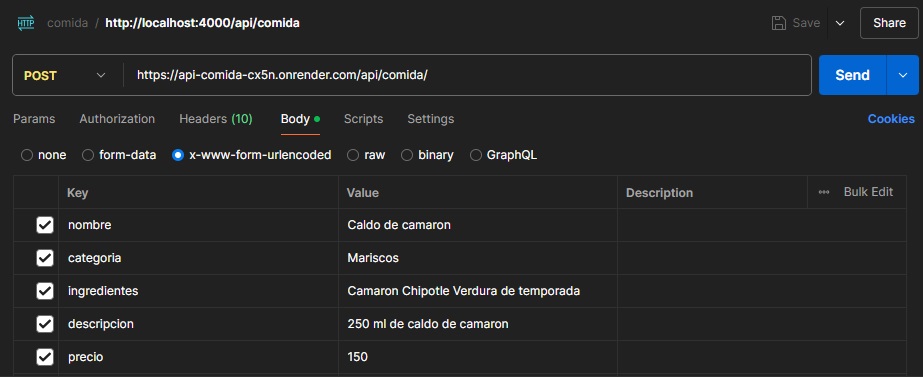 HTTP comida / http://localhost:4000/api/comida Save Share
POST https://api-comida-cx5n.onrender.com/api/comida/ Send
Params Authorization Headers (10) Body Scripts Settings Cookies
none form-data x-www-form-urlencoded raw binary GraphQL
Key Value Description Bulk Edit
nombre Caldo de camaron
categoria Mariscos
ingredientes Camaron Chipotle Verdura de temporada
descripcion 250 ml de caldo de camaron
precio 150